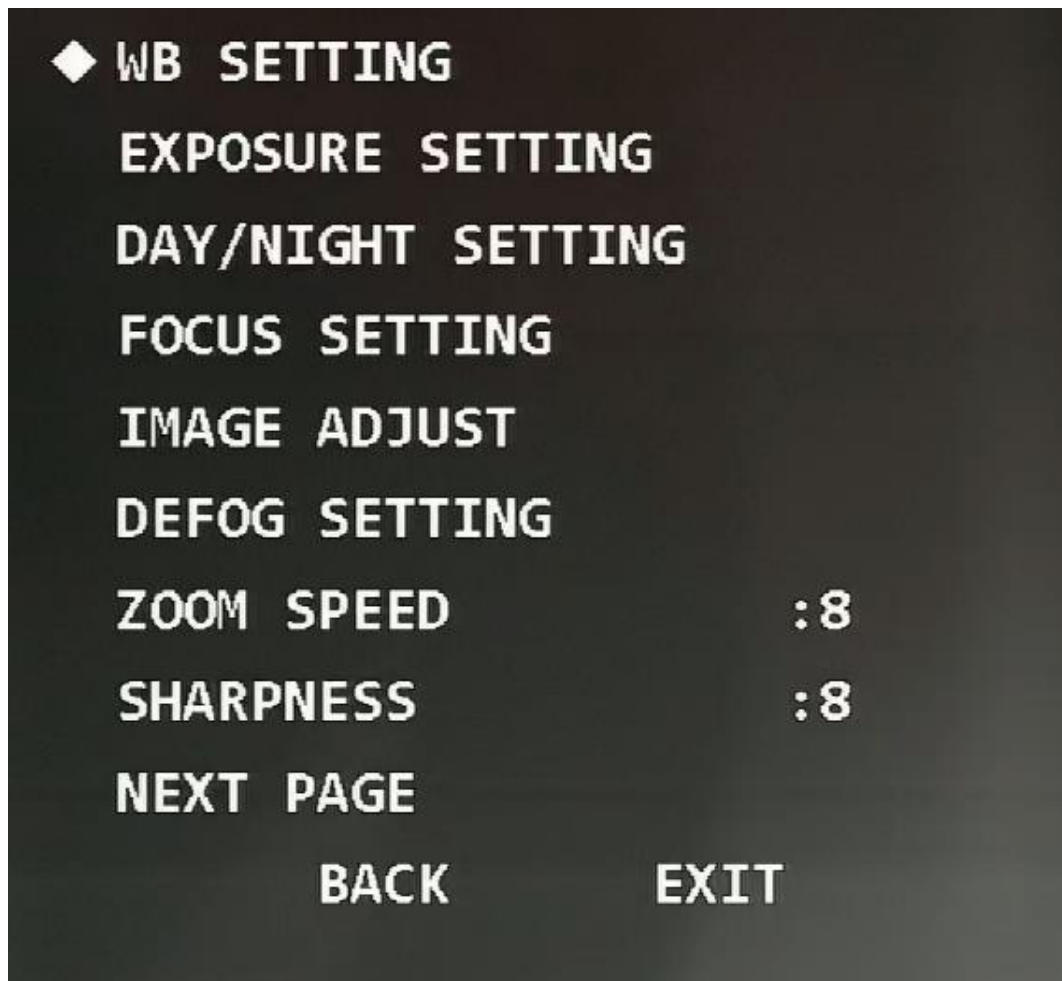 WB SETTING
EXPOSURE SETTING
DAY/NIGHT SETTING
FOCUS SETTING
IMAGE ADJUST
DEFOG SETTING
ZOOM SPEED :8
SHARPNESS :8
NEXT PAGE
BACK EXIT